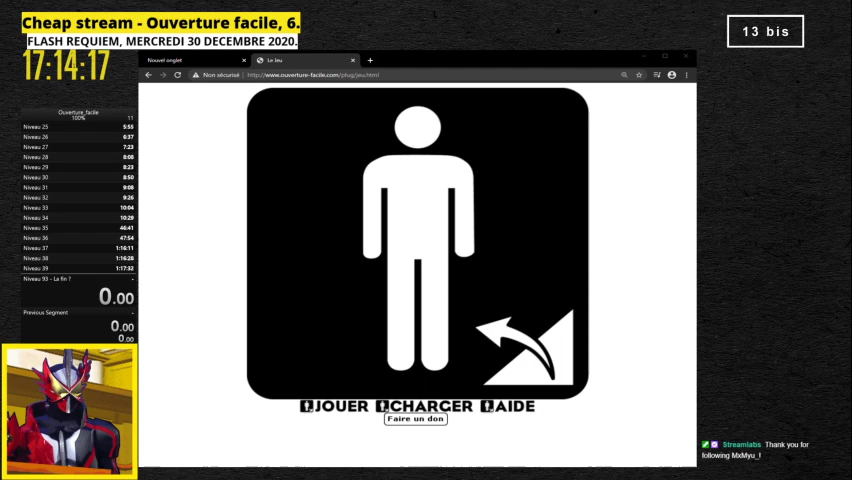 Cheap stream - Ouverture facile, 6.
FLASH REQUIEM, MERCREDI 30 DECEMBRE 2020.
17:14:17
13 bis
Nouvel onglet
Le Jeu
Non sécurisé | http://www.ouverture-facile.com/plug/jeu.html
Ouverture_facile
100% 11
Niveau 25 5:55
Niveau 26 6:37
Niveau 27 7:23
Niveau 28 8:08
Niveau 29 8:23
Niveau 30 8:50
Niveau 31 9:08
Niveau 32 9:26
Niveau 33 10:04
Niveau 34 10:29
Niveau 35 46:41
Niveau 36 47:54
Niveau 37 1:16:11
Niveau 38 1:16:28
Niveau 39 1:17:32
Niveau 93 - La fin ? -
0.00
Previous Segment -
0.00
0.00
JOUER CHARGER AIDE
Faire un don
Streamlabs Thank you for
following MxMyu_!